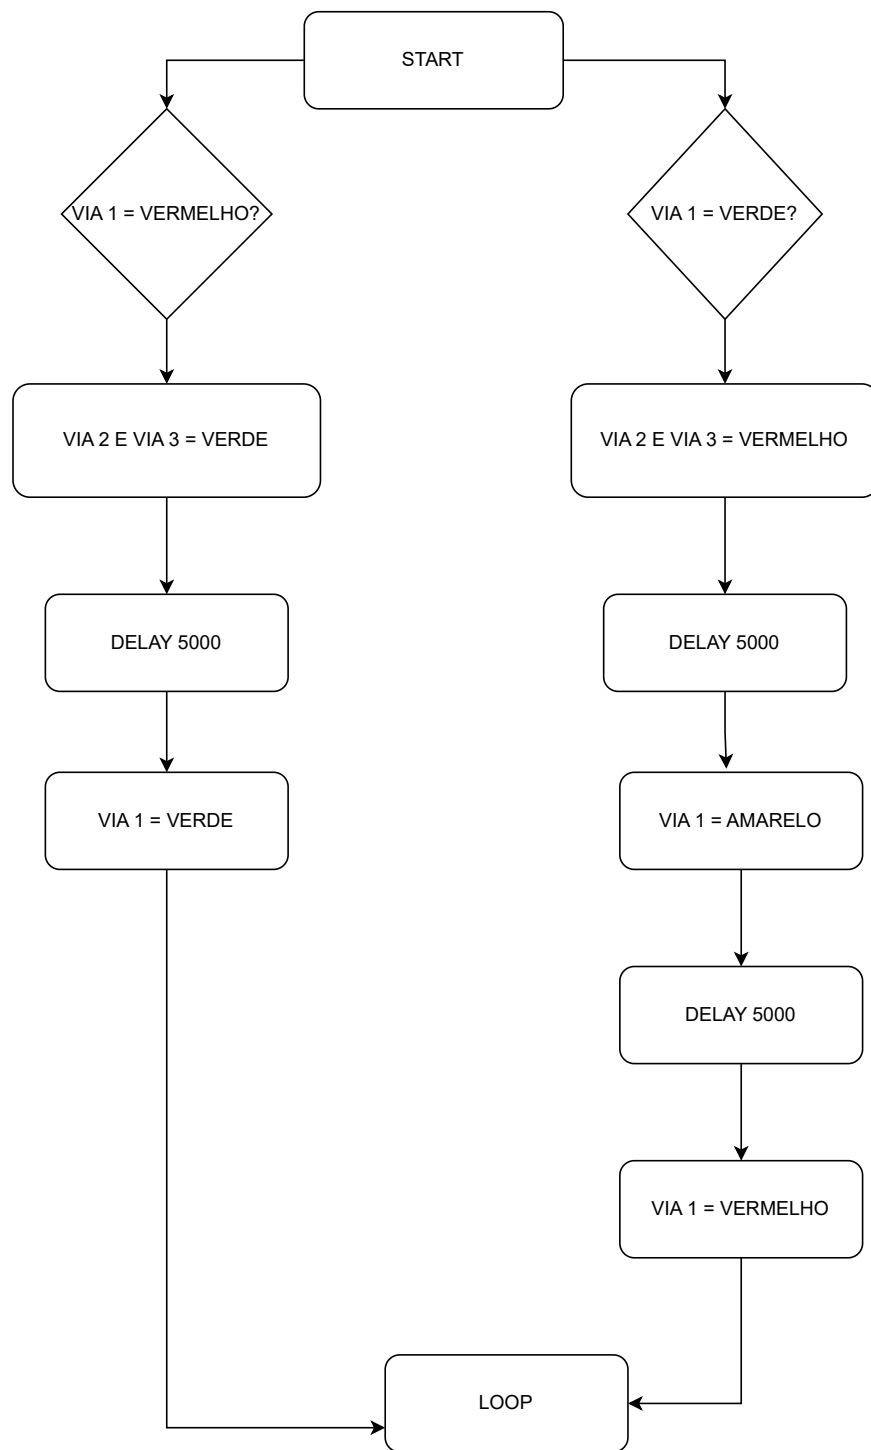 START
VIA 1 = VERMELHO?
VIA 1 = VERDE?
VIA 2 E VIA 3 = VERDE
VIA 2 E VIA 3 = VERMELHO
DELAY 5000
DELAY 5000
VIA 1 = VERDE
VIA 1 = AMARELO
DELAY 5000
VIA 1 = VERMELHO
LOOP